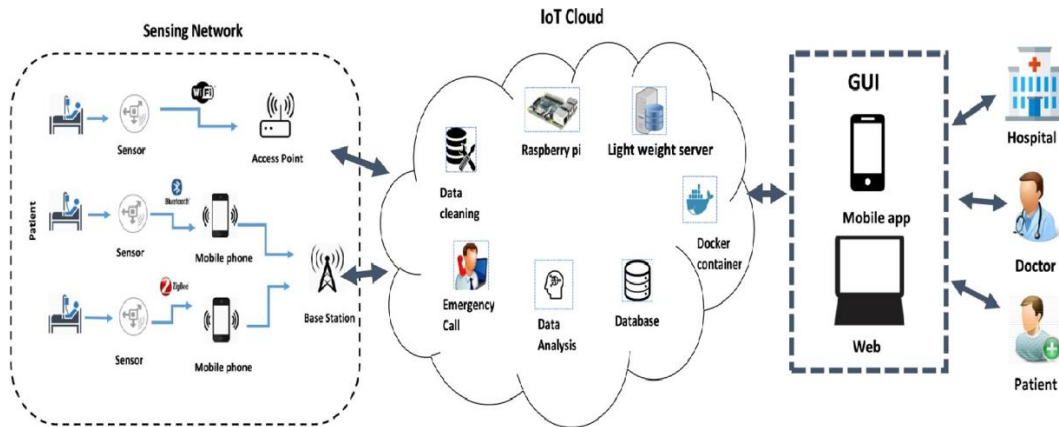 Sensing Network
IoT Cloud
WiFi
Sensor
Access Point
Patient
Bluetooth
Sensor
Mobile phone
ZigBee
Sensor
Mobile phone
Base Station
Raspberry pi
Light weight server
Data
cleaning
Docker
container
Emergency
Call
Data
Analysis
Database
GUI
Mobile app
Web
Hospital
Doctor
Patient